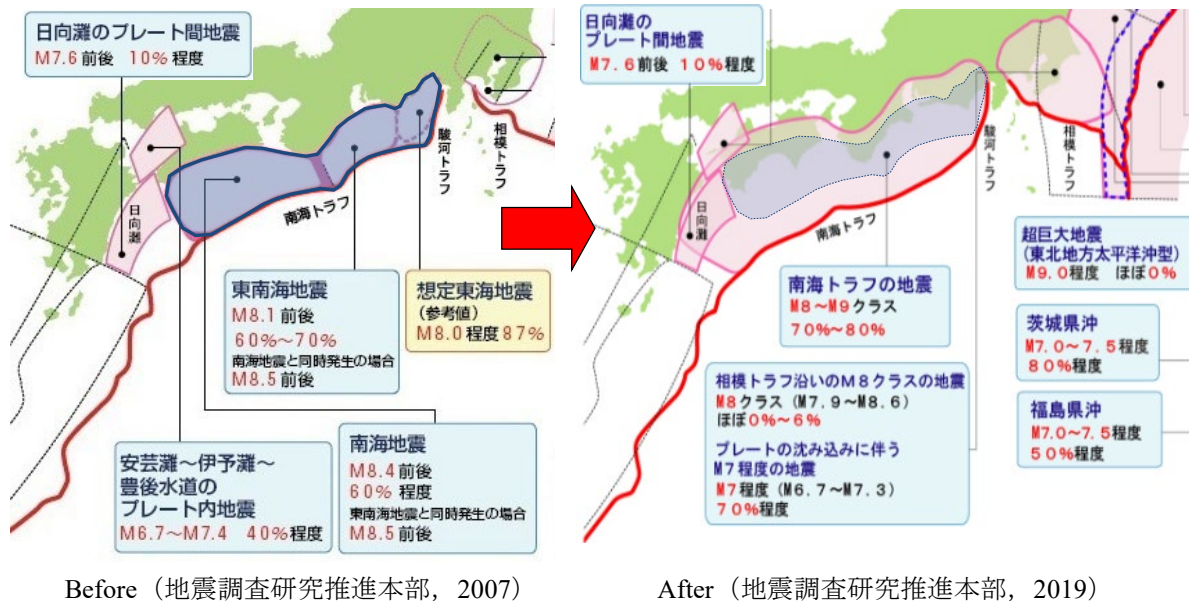 日向灘のプレート間地震
M7.6前後 10%程度
日向灘
南海トラフ
駿河トラフ
相模トラフ
東南海地震
M8.1前後
60%～70%
南海地震と同時発生の場合
M8.5前後
想定東海地震
(参考値)
M8.0程度87%
安芸灘～伊予灘～
豊後水道の
プレート内地震
M6.7～M7.4 40%程度
南海地震
M8.4前後
60%程度
東南海地震と同時発生の場合
M8.5前後
Before（地震調査研究推進本部，2007）
日向灘の
プレート間地震
M7.6前後 10%程度
日向灘
南海トラフ
駿河トラフ
相模トラフ
南海トラフの地震
M8～M9クラス
70%～80%
相模トラフ沿いのM8クラスの地震
M8クラス（M7.9～M8.6）
ほぼ0%～6%
プレートの沈み込みに伴う
M7程度の地震
M7程度（M6.7～M7.3）
70%程度
超巨大地震
(東北地方太平洋沖型)
M9.0程度 ほぼ0%
茨城県沖
M7.0～7.5程度
80%程度
福島県沖
M7.0～7.5程度
50%程度
After（地震調査研究推進本部，2019）